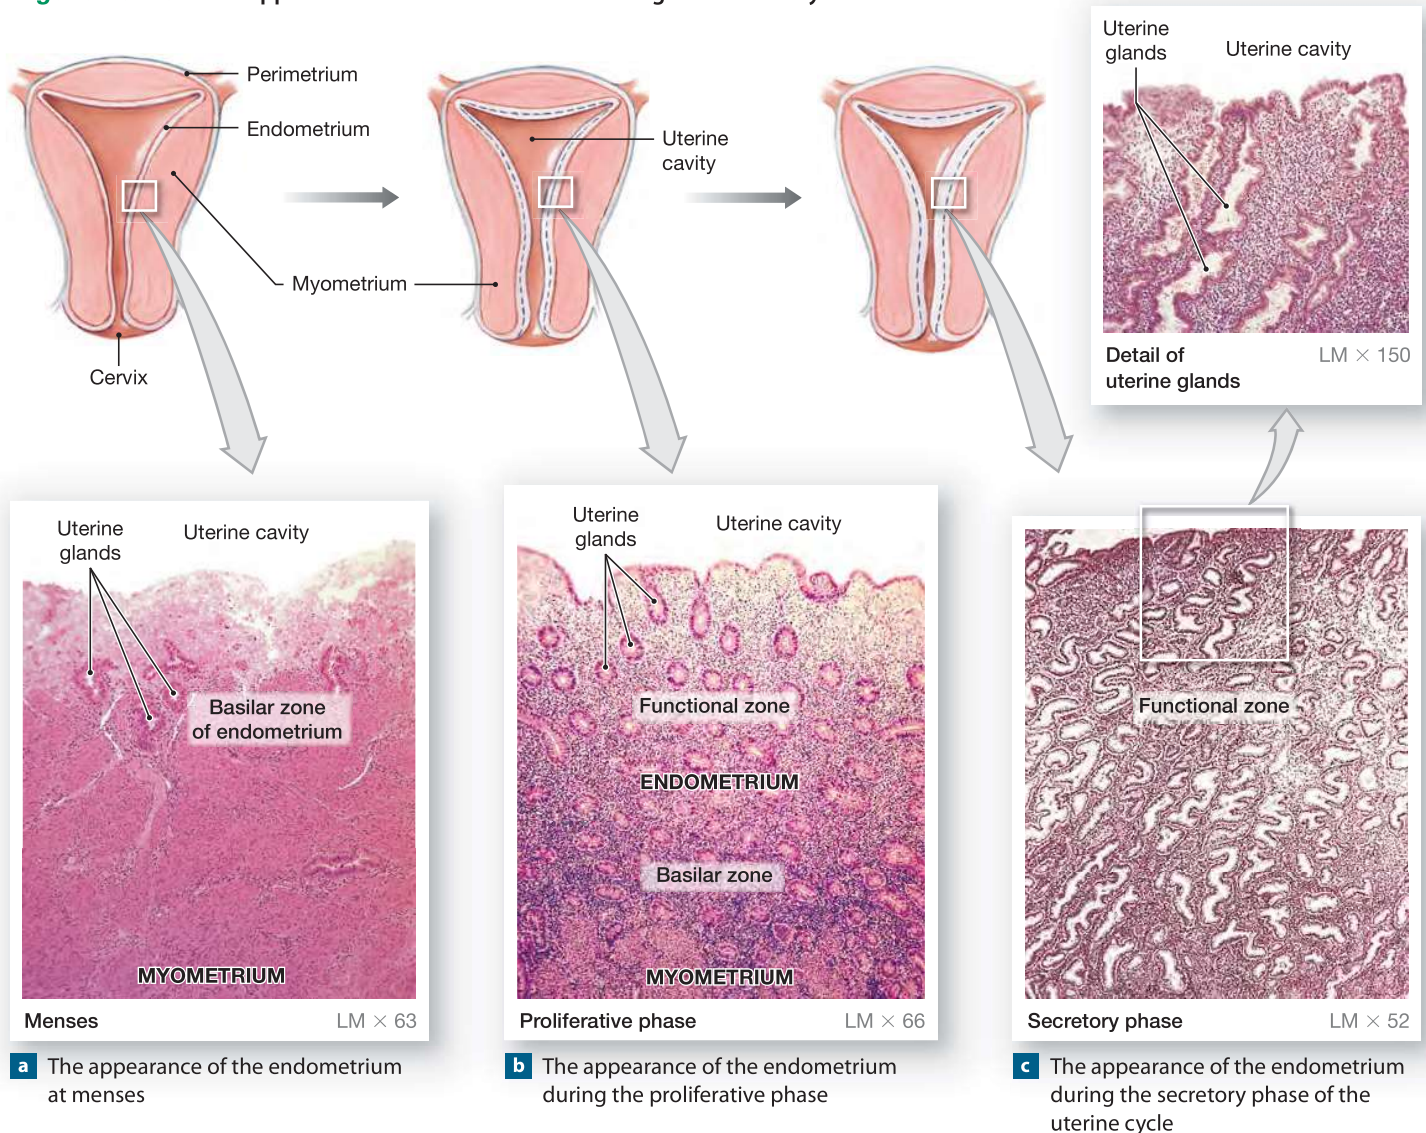 Perimetrium
Endometrium
Uterine
cavity
Myometrium
Cervix
Uterine
glands
Uterine cavity
Detail of
uterine glands
LM × 150
Uterine
glands
Uterine cavity
Basilar zone
of endometrium
MYOMETRIUM
Menses
LM × 63
a The appearance of the endometrium
at menses
Uterine
glands
Uterine cavity
Functional zone
ENDOMETRIUM
Basilar zone
MYOMETRIUM
Proliferative phase
LM × 66
b The appearance of the endometrium
during the proliferative phase
Functional zone
Secretory phase
LM × 52
c The appearance of the endometrium
during the secretory phase of the
uterine cycle